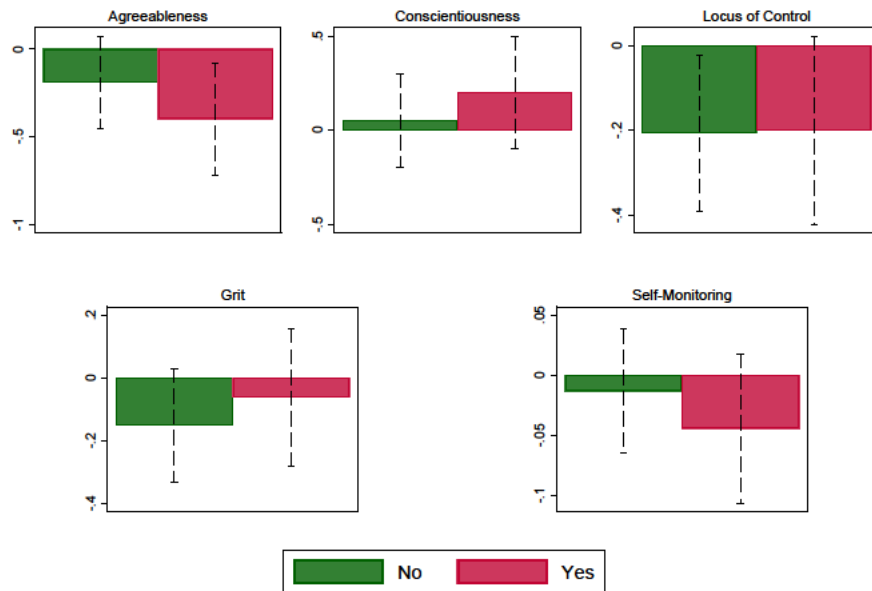 Agreeableness
0
-.5
-1
Conscientiousness
.5
0
-.5
Locus of Control
0
-.2
-.4
Grit
.2
0
-.2
-.4
Self-Monitoring
.05
0
-.05
-.1
No Yes